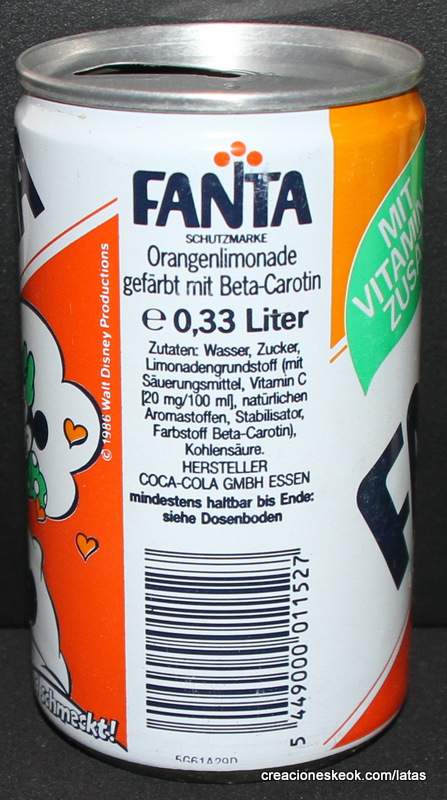 FANTA
SCHUTZMARKE
Orangenlimonade
gefärbt mit Beta-Carotin
e 0,33 Liter
Zutaten: Wasser, Zucker,
Limonadengrundstoff (mit
Säuerungsmittel, Vitamin C
[20 mg/100 ml], natürlichen
Aromastoffen, Stabilisator,
Farbstoff Beta-Carotin),
Kohlensäure.
HERSTELLER
COCA-COLA GMBH ESSEN
mindestens haltbar bis Ende:
siehe Dosenboden
5 449000 011527
5G61A29D
© 1986 Walt Disney Productions
schmeckt!
MIT
VITAMIN
creacioneskeok.com/latas